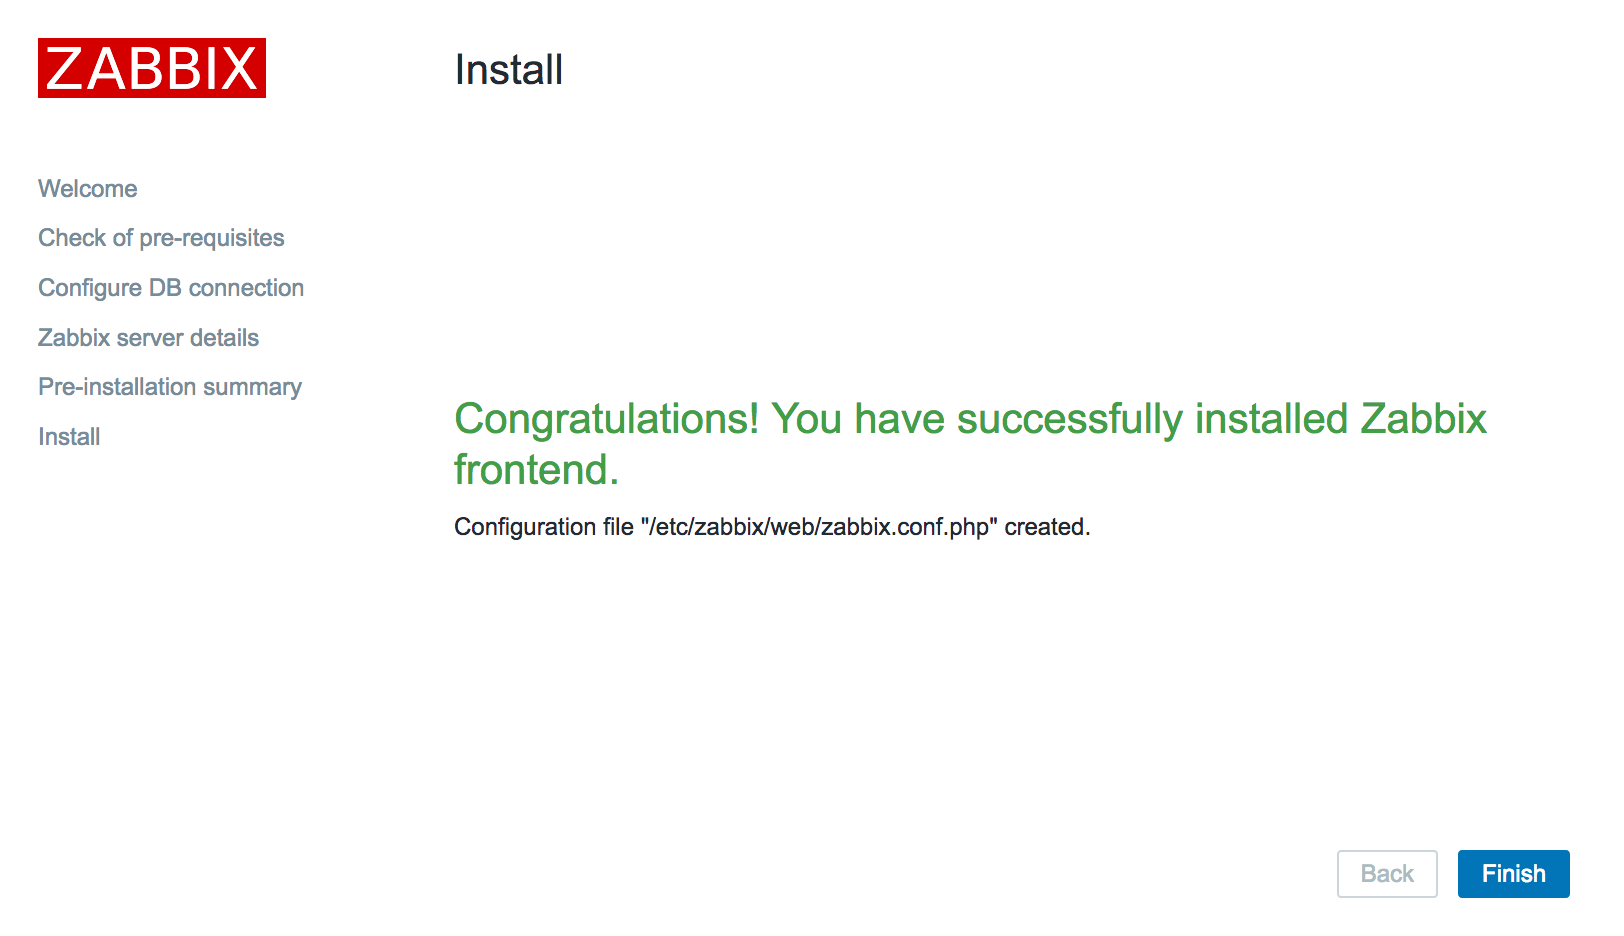 ZABBIX
Install
Welcome
Check of pre-requisites
Configure DB connection
Zabbix server details
Pre-installation summary
Install
Congratulations! You have successfully installed Zabbix
frontend.
Configuration file "/etc/zabbix/web/zabbix.conf.php" created.
Back
Finish